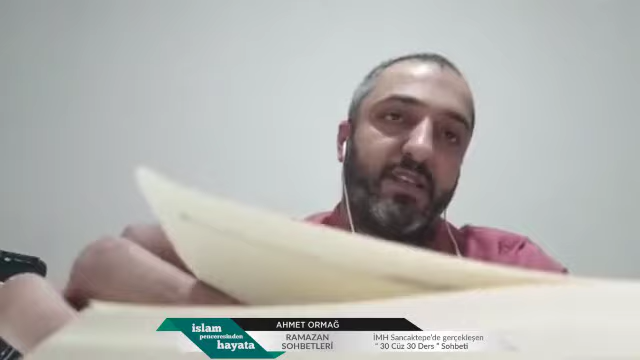 islam
penceresinden
hayata
AHMET ORMAĞ
RAMAZAN
SOHBETLERİ
İMH Sancaktepe'de gerçekleşen
“ 30 Cüz 30 Ders ” Sohbeti